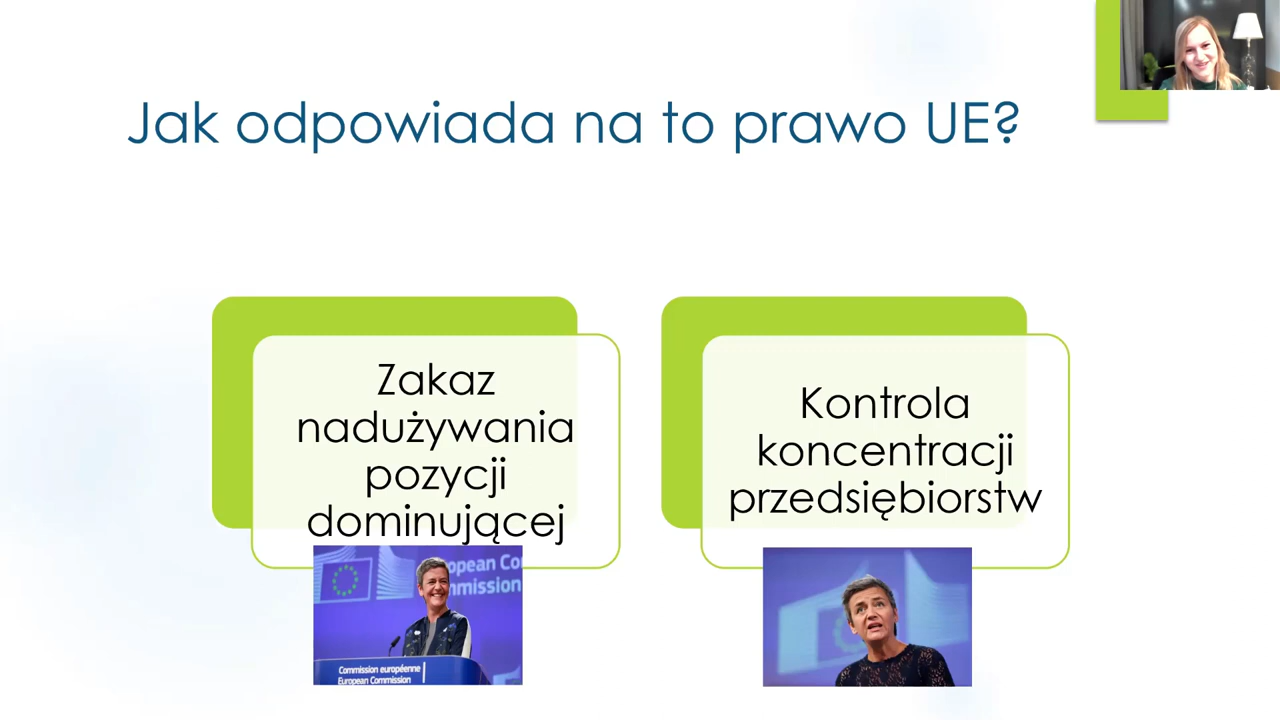 Jak odpowiada na to prawo UE?
Zakaz
nadużywania
pozycji
dominującej
Kontrola
koncentracji
przedsiębiorstw
Commission européenne
European Commission